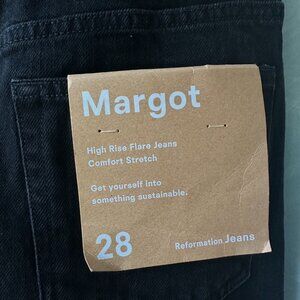 Margot
High Rise Flare Jeans
Comfort Stretch
Get yourself into
something sustainable.
28
Reformation Jeans